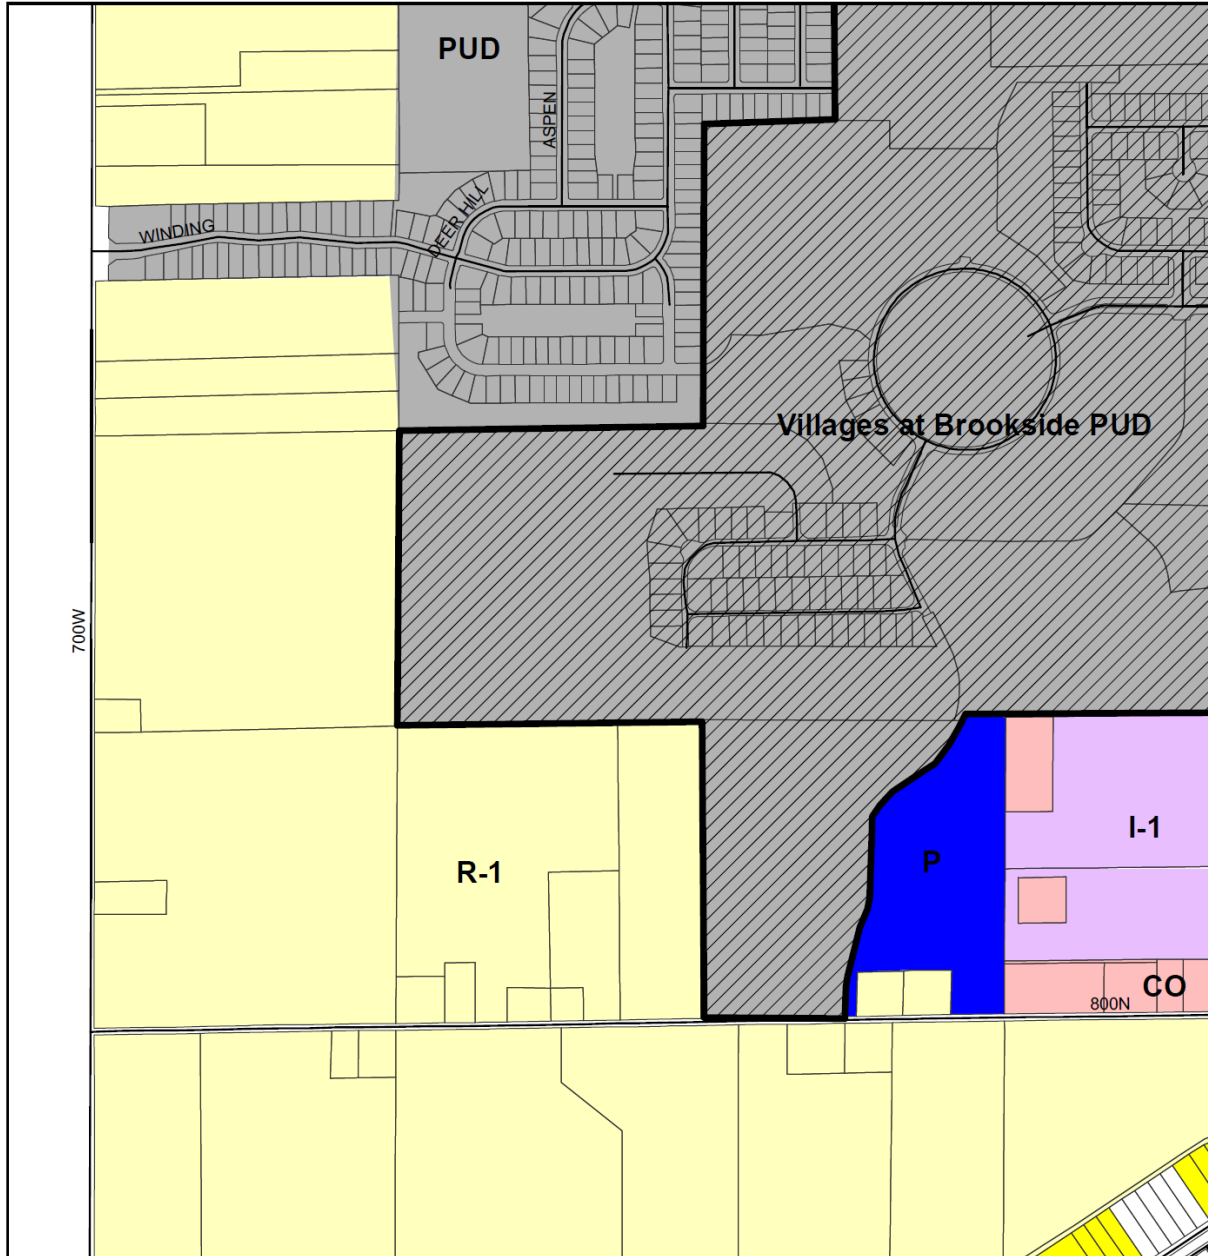 PUD
ASPEN
DEER HILL
WINDING
Villages at Brookside PUD
700W
I-1
P
R-1
CO
800N